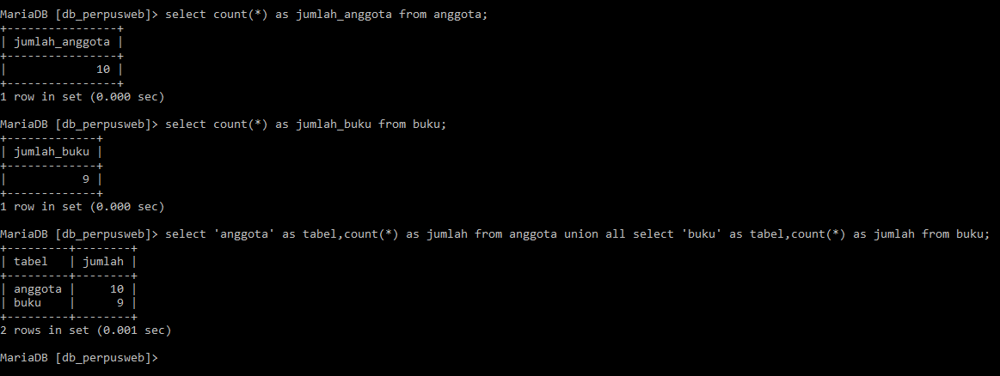 MariaDB [db_perpusweb]> select count(*) as jumlah_anggota from anggota;
+----------------+
| jumlah_anggota |
+----------------+
|             10 |
+----------------+
1 row in set (0.000 sec)

MariaDB [db_perpusweb]> select count(*) as jumlah_buku from buku;
+-------------+
| jumlah_buku |
+-------------+
|           9 |
+-------------+
1 row in set (0.000 sec)

MariaDB [db_perpusweb]> select 'anggota' as tabel,count(*) as jumlah from anggota union all select 'buku' as tabel,count(*) as jumlah from buku;
+---------+--------+
| tabel   | jumlah |
+---------+--------+
| anggota |     10 |
| buku    |      9 |
+---------+--------+
2 rows in set (0.001 sec)

MariaDB [db_perpusweb]>